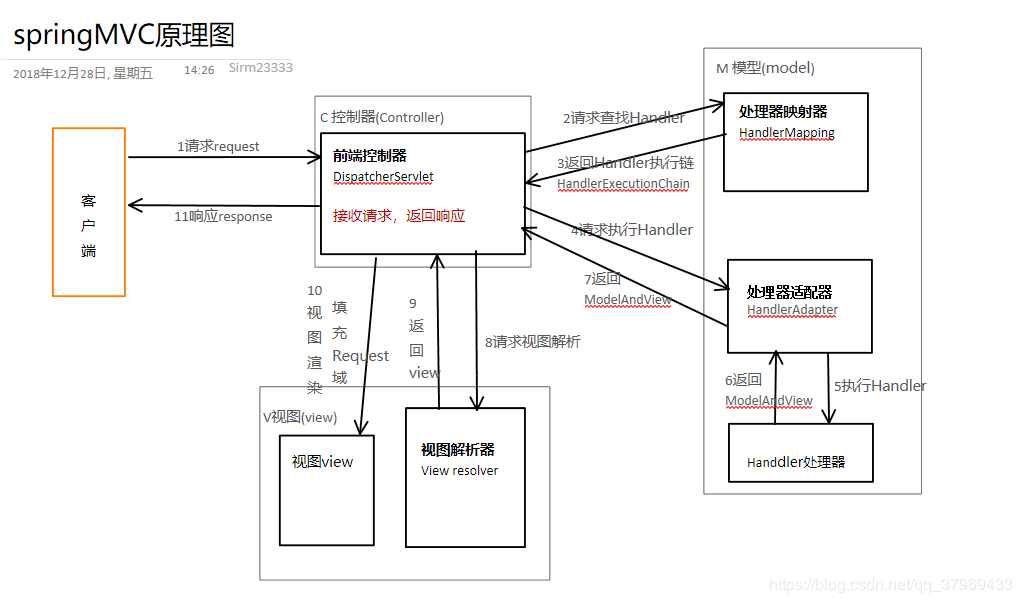 springMVC原理图
2018年12月28日, 星期五 14:26 Sirm23333
M 模型(model)
C 控制器(Controller)
处理器映射器
HandlerMapping
2请求查找Handler
1请求request
前端控制器
DispatcherServlet
3返回Handler执行链
HandlerExecutionChain
客
户
端
11响应response
接收请求，返回响应
4请求执行Handler
7返回
ModelAndView
处理器适配器
HandlerAdapter
10
视
图
渲
染
填
充
Request
域
9
返
回
view
8请求视图解析
6返回
ModelAndView
5执行Handler
V视图(view)
视图view
视图解析器
View resolver
Handdler处理器
https://blog.csdn.net/qq_37969433